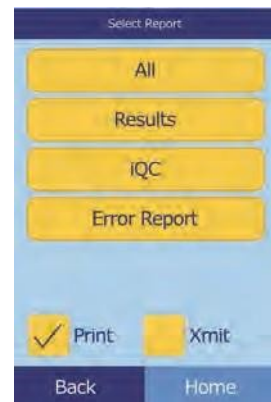 Select Report
All
Results
iQC
Error Report
Print Xmit
Back Home